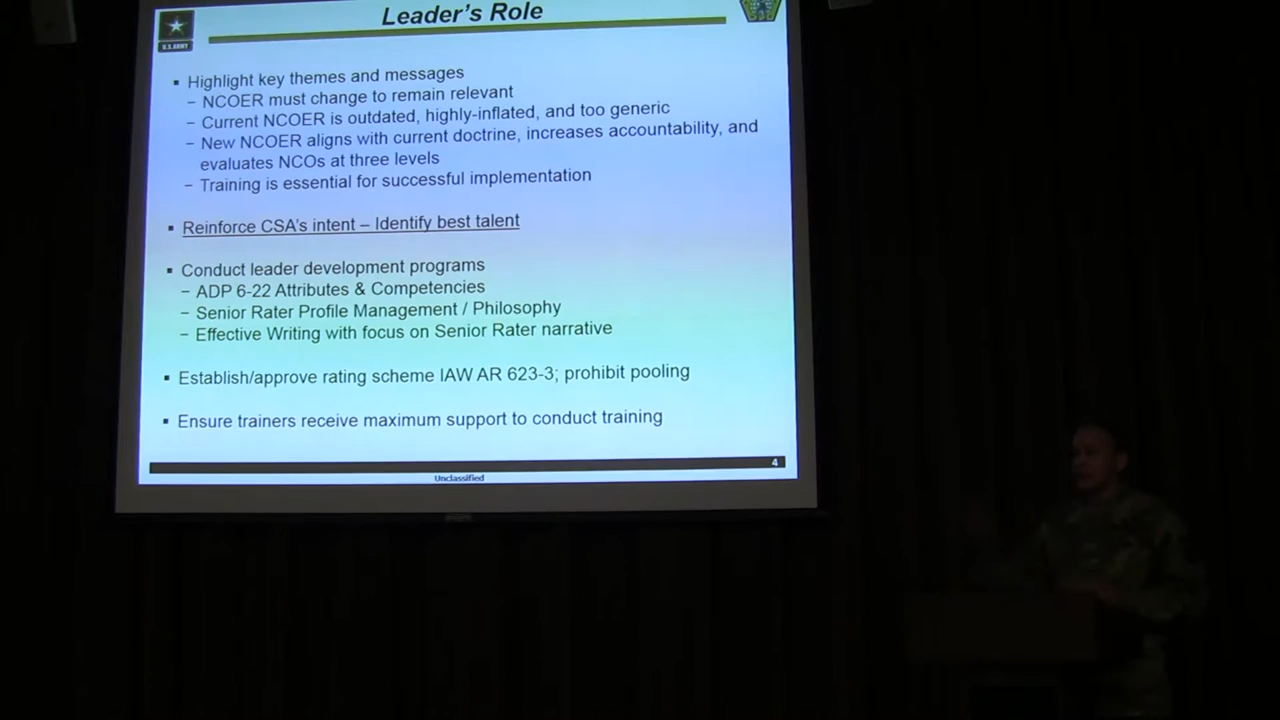 Leader's Role
U.S.ARMY
▪ Highlight key themes and messages
– NCOER must change to remain relevant
– Current NCOER is outdated, highly-inflated, and too generic
– New NCOER aligns with current doctrine, increases accountability, and
evaluates NCOs at three levels
– Training is essential for successful implementation
▪ Reinforce CSA's intent – Identify best talent
▪ Conduct leader development programs
– ADP 6-22 Attributes & Competencies
– Senior Rater Profile Management / Philosophy
– Effective Writing with focus on Senior Rater narrative
▪ Establish/approve rating scheme IAW AR 623-3; prohibit pooling
▪ Ensure trainers receive maximum support to conduct training
4
Unclassified